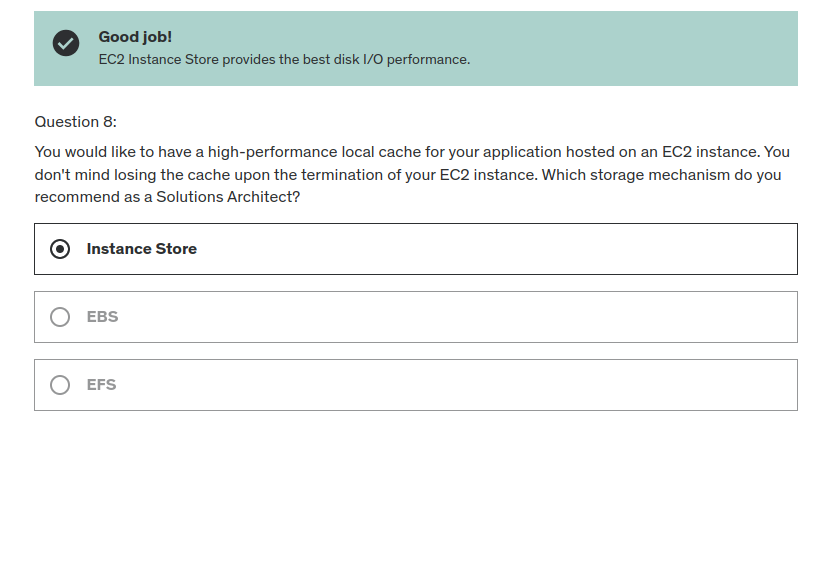 Good job!
EC2 Instance Store provides the best disk I/O performance.
Question 8:
You would like to have a high-performance local cache for your application hosted on an EC2 instance. You
don't mind losing the cache upon the termination of your EC2 instance. Which storage mechanism do you
recommend as a Solutions Architect?
Instance Store
EBS
EFS